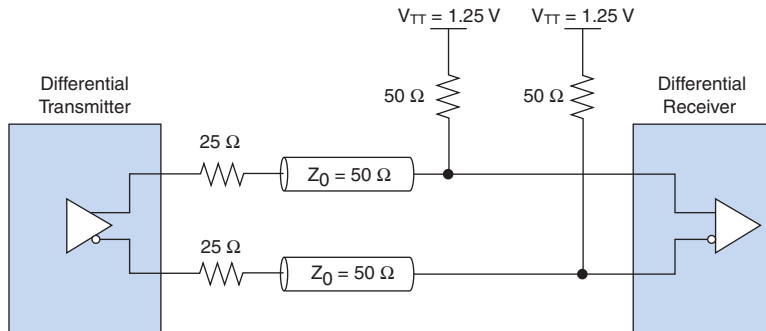 V_TT = 1.25 V V_TT = 1.25 V
Differential
Transmitter
50 Ω 50 Ω
Differential
Receiver
25 Ω
Z_0 = 50 Ω
25 Ω
Z_0 = 50 Ω